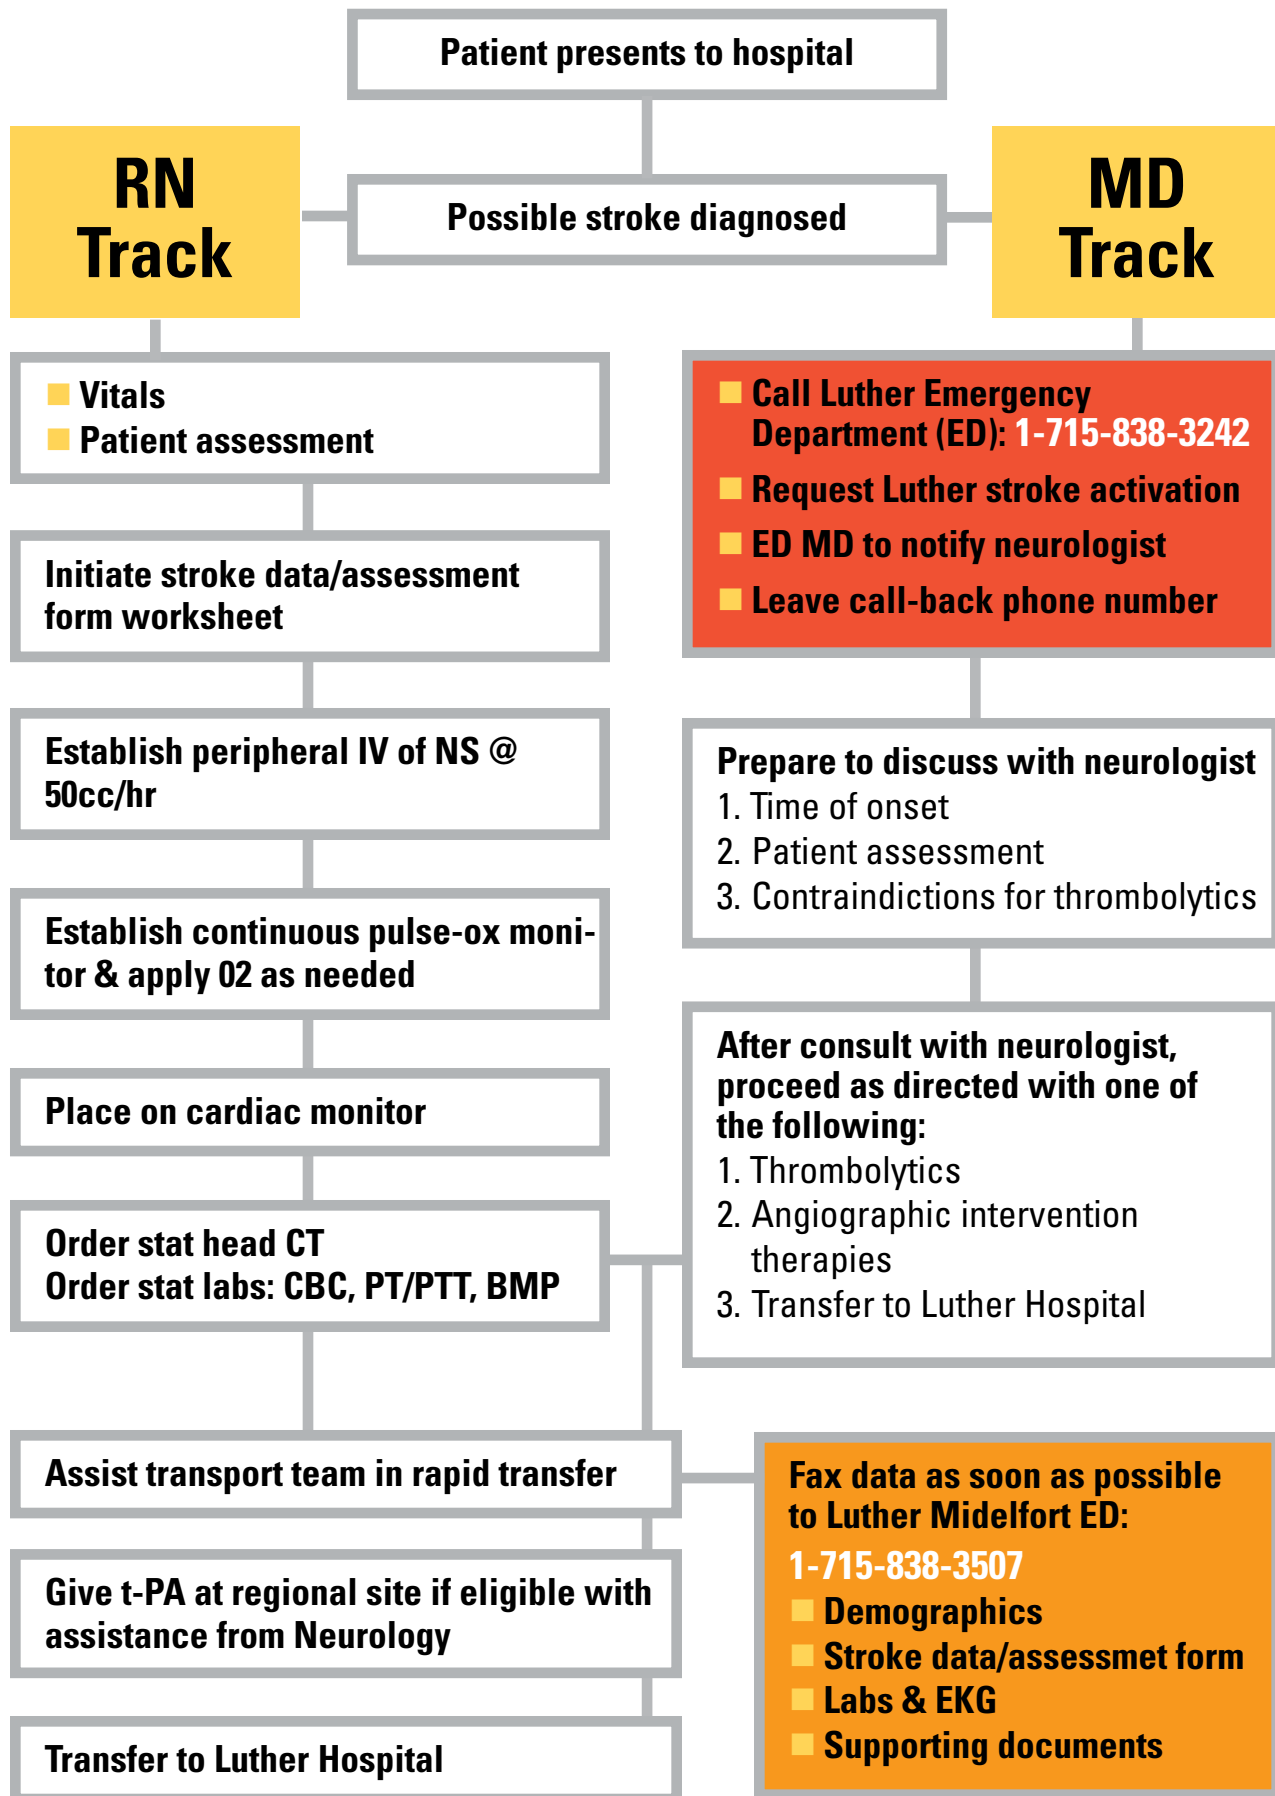 Patient presents to hospital
RN
Track
Possible stroke diagnosed
MD
Track
Vitals
Patient assessment
Initiate stroke data/assessment
form worksheet
Establish peripheral IV of NS @
50cc/hr
Establish continuous pulse-ox moni-
tor & apply 02 as needed
Place on cardiac monitor
Order stat head CT
Order stat labs: CBC, PT/PTT, BMP
Call Luther Emergency
Department (ED): 1-715-838-3242
Request Luther stroke activation
ED MD to notify neurologist
Leave call-back phone number
Prepare to discuss with neurologist
1. Time of onset
2. Patient assessment
3. Contraindictions for thrombolytics
After consult with neurologist,
proceed as directed with one of
the following:
1. Thrombolytics
2. Angiographic intervention
therapies
3. Transfer to Luther Hospital
Assist transport team in rapid transfer
Give t-PA at regional site if eligible with
assistance from Neurology
Transfer to Luther Hospital
Fax data as soon as possible
to Luther Midelfort ED:
1-715-838-3507
Demographics
Stroke data/assessmet form
Labs & EKG
Supporting documents